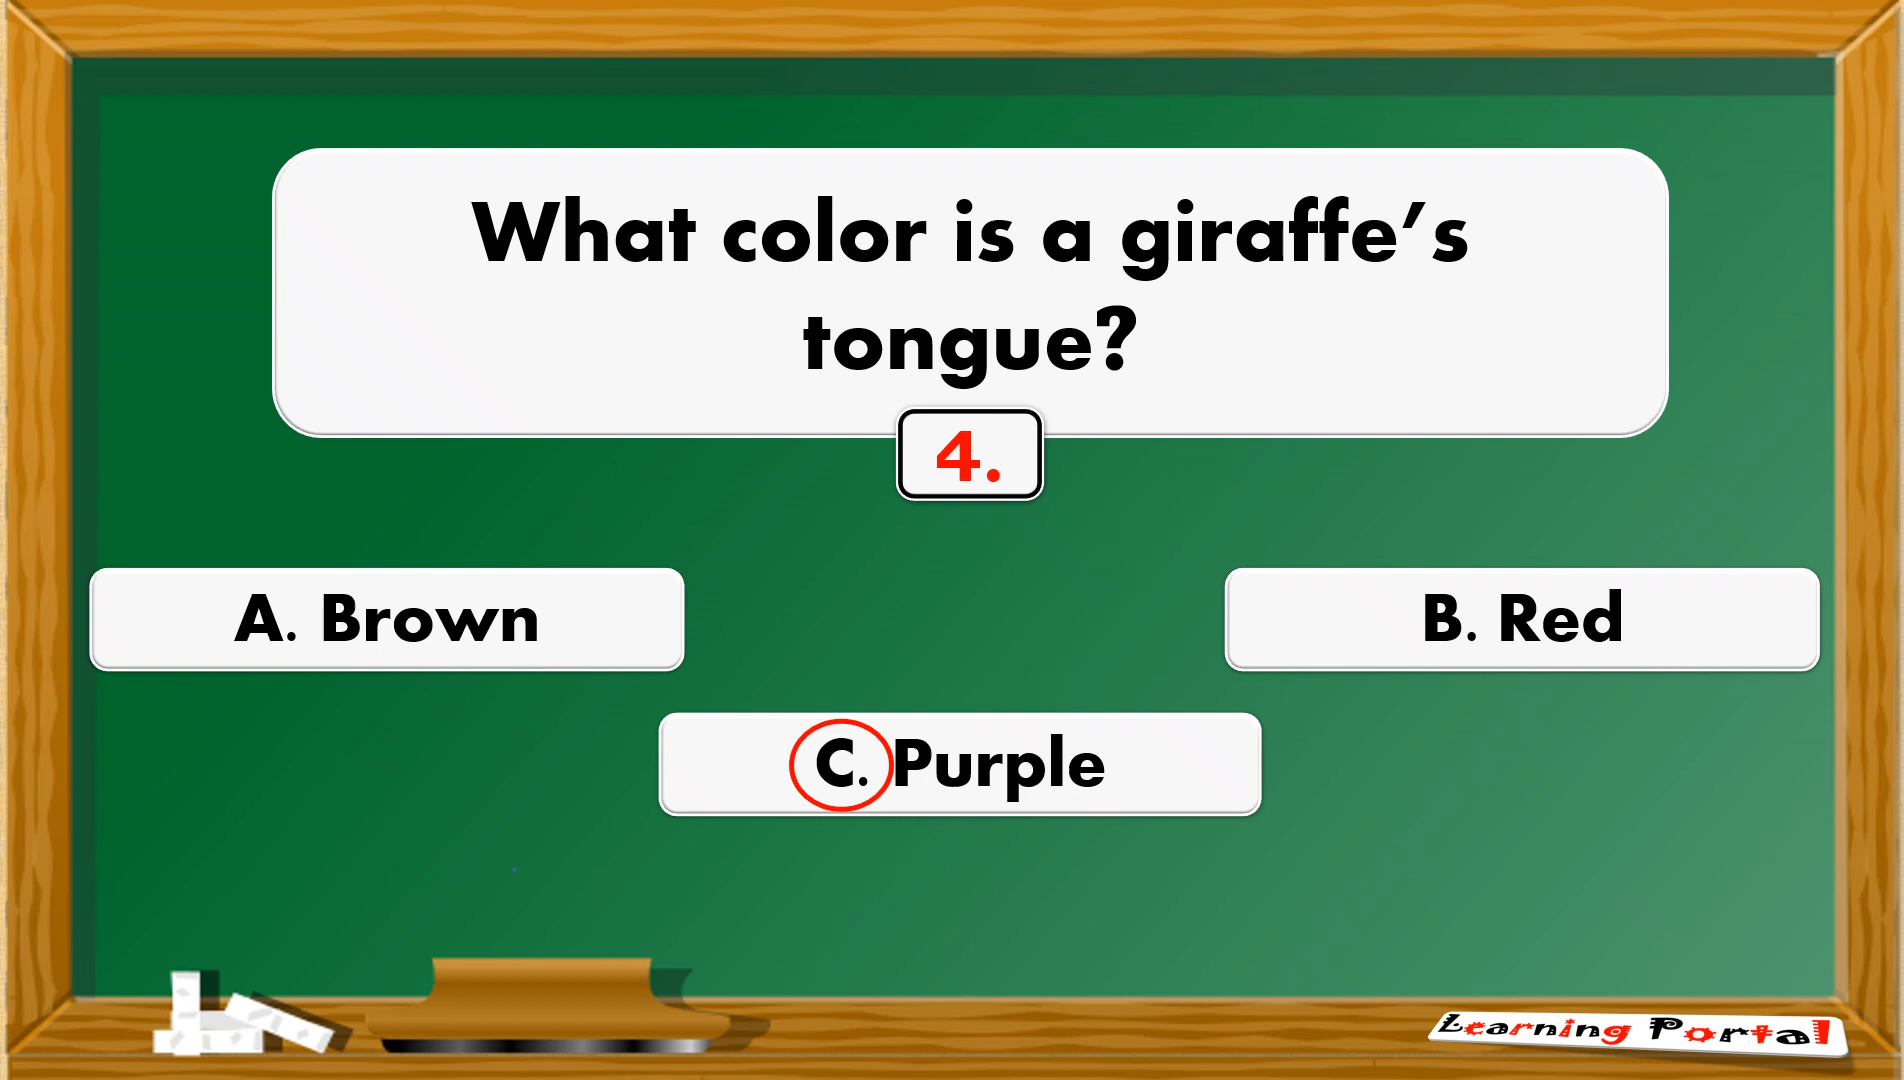 What color is a giraffe’s
tongue?
4.
A. Brown
B. Red
C. Purple
Learning Portal